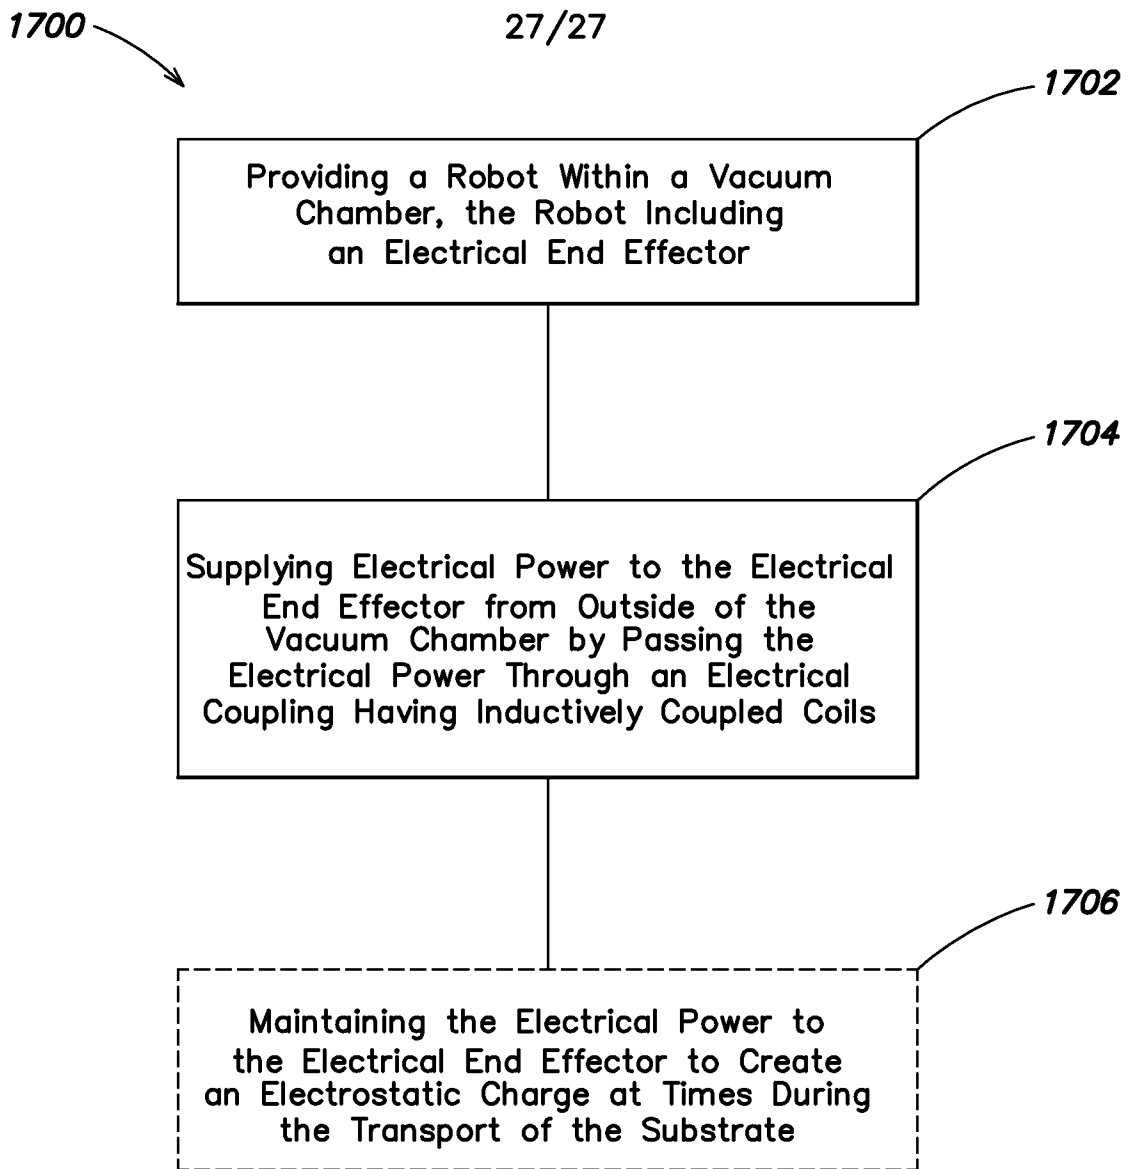 1700
27/27
1702
Providing a Robot Within a Vacuum
Chamber, the Robot Including
an Electrical End Effector
1704
Supplying Electrical Power to the Electrical
End Effector from Outside of the
Vacuum Chamber by Passing the
Electrical Power Through an Electrical
Coupling Having Inductively Coupled Coils
1706
Maintaining the Electrical Power to
the Electrical End Effector to Create
an Electrostatic Charge at Times During
the Transport of the Substrate